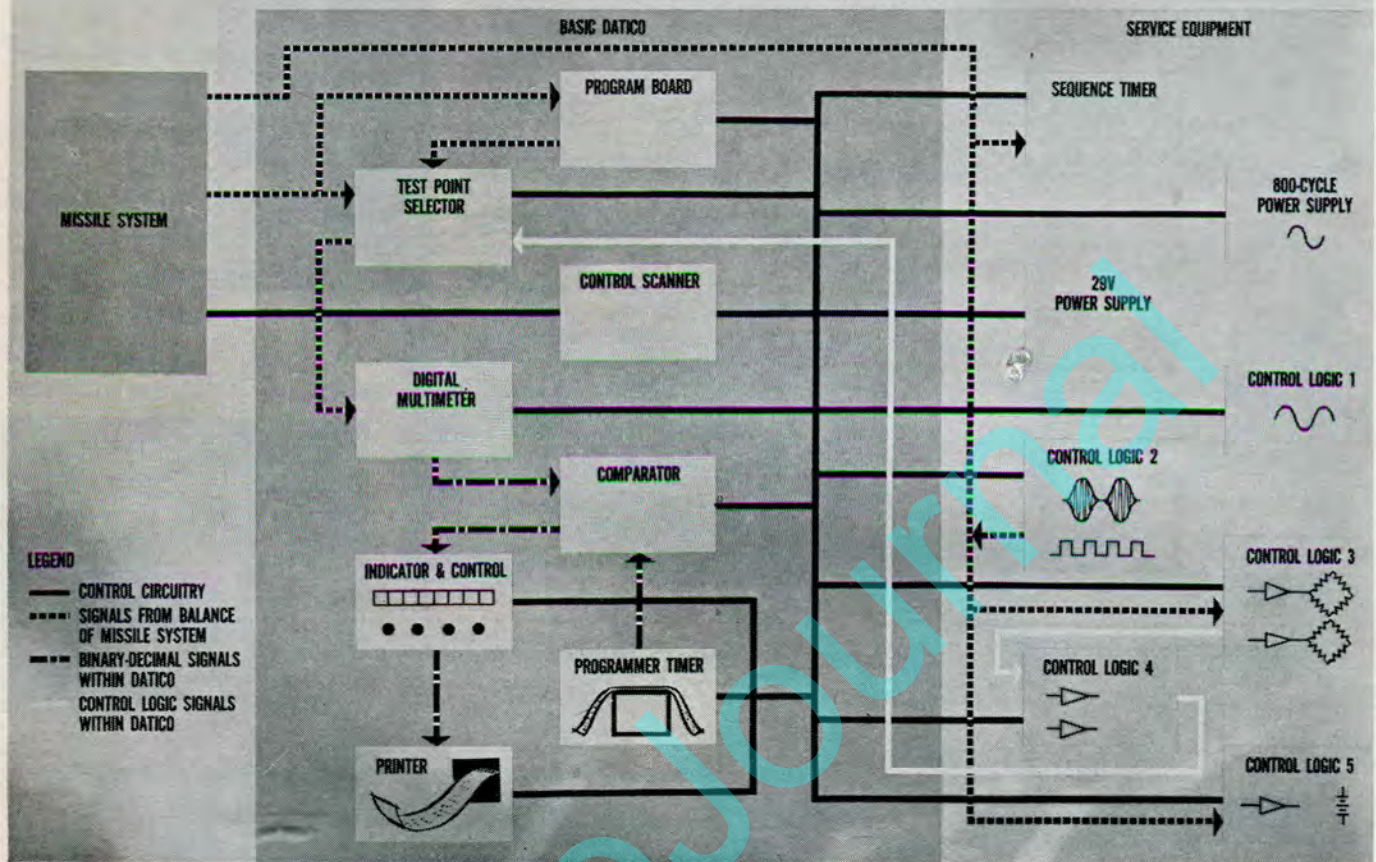 BASIC DATICO
SERVICE EQUIPMENT
MISSILE SYSTEM
PROGRAM BOARD
TEST POINT
SELECTOR
CONTROL SCANNER
DIGITAL
MULTIMETER
COMPARATOR
INDICATOR & CONTROL
PROGRAMMER TIMER
PRINTER
SEQUENCE TIMER
800-CYCLE
POWER SUPPLY
28V
POWER SUPPLY
CONTROL LOGIC 1
CONTROL LOGIC 2
CONTROL LOGIC 3
CONTROL LOGIC 4
CONTROL LOGIC 5
LEGEND
CONTROL CIRCUITRY
SIGNALS FROM BALANCE
OF MISSILE SYSTEM
BINARY-DECIMAL SIGNALS
WITHIN DATICO
CONTROL LOGIC SIGNALS
WITHIN DATICO
Journal